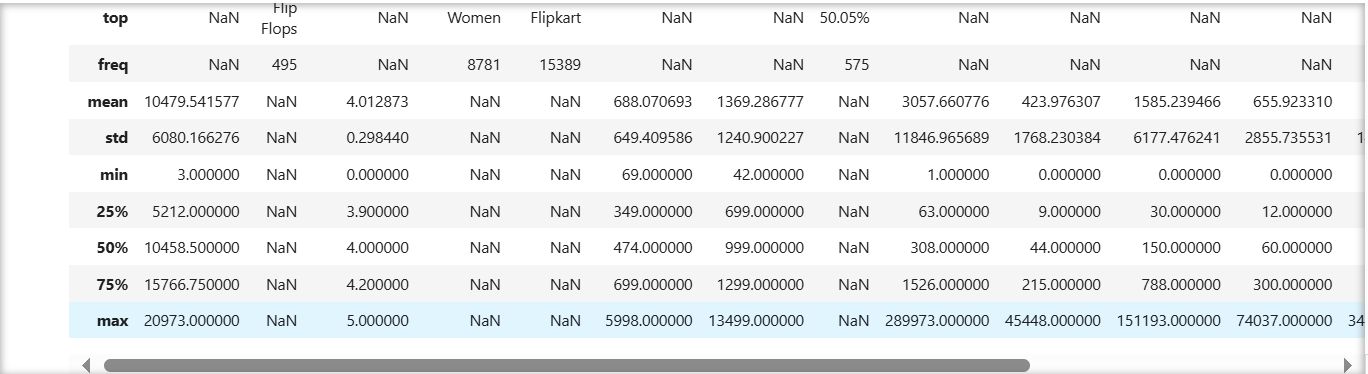 top NaN Flip Flops NaN Women Flipkart NaN NaN 50.05% NaN NaN NaN NaN
freq NaN 495 NaN 8781 15389 NaN NaN 575 NaN NaN NaN NaN
mean 10479.541577 NaN 4.012873 NaN NaN 688.070693 1369.286777 NaN 3057.660776 423.976307 1585.239466 655.923310
std 6080.166276 NaN 0.298440 NaN NaN 649.409586 1240.900227 NaN 11846.965689 1768.230384 6177.476241 2855.735531 1
min 3.000000 NaN 0.000000 NaN NaN 69.000000 42.000000 NaN 1.000000 0.000000 0.000000 0.000000
25% 5212.000000 NaN 3.900000 NaN NaN 349.000000 699.000000 NaN 63.000000 9.000000 30.000000 12.000000
50% 10458.500000 NaN 4.000000 NaN NaN 474.000000 999.000000 NaN 308.000000 44.000000 150.000000 60.000000
75% 15766.750000 NaN 4.200000 NaN NaN 699.000000 1299.000000 NaN 1526.000000 215.000000 788.000000 300.000000
max 20973.000000 NaN 5.000000 NaN NaN 5998.000000 13499.000000 NaN 289973.000000 45448.000000 151193.000000 74037.000000 34